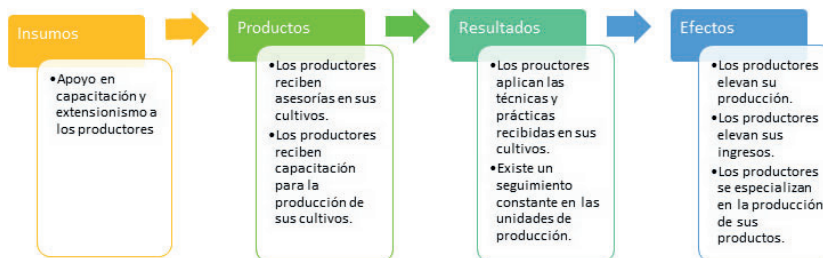 Insumos
•Apoyo en
capacitación y
extensionismo a
los productores
Productos
•Los productores
reciben
asesorías en sus
cultivos.
•Los productores
reciben
capacitación
para la
producción de
sus cultivos.
Resultados
•Los prouctores
aplican las
técnicas y
prácticas
recibidas en sus
cultivos.
•Existe un
seguimiento
constante en las
unidades de
producción.
Efectos
•Los productores
elevan su
producción.
•Los productores
elevan sus
ingresos.
•Los productores
se especializan
en la producción
de sus
productos.